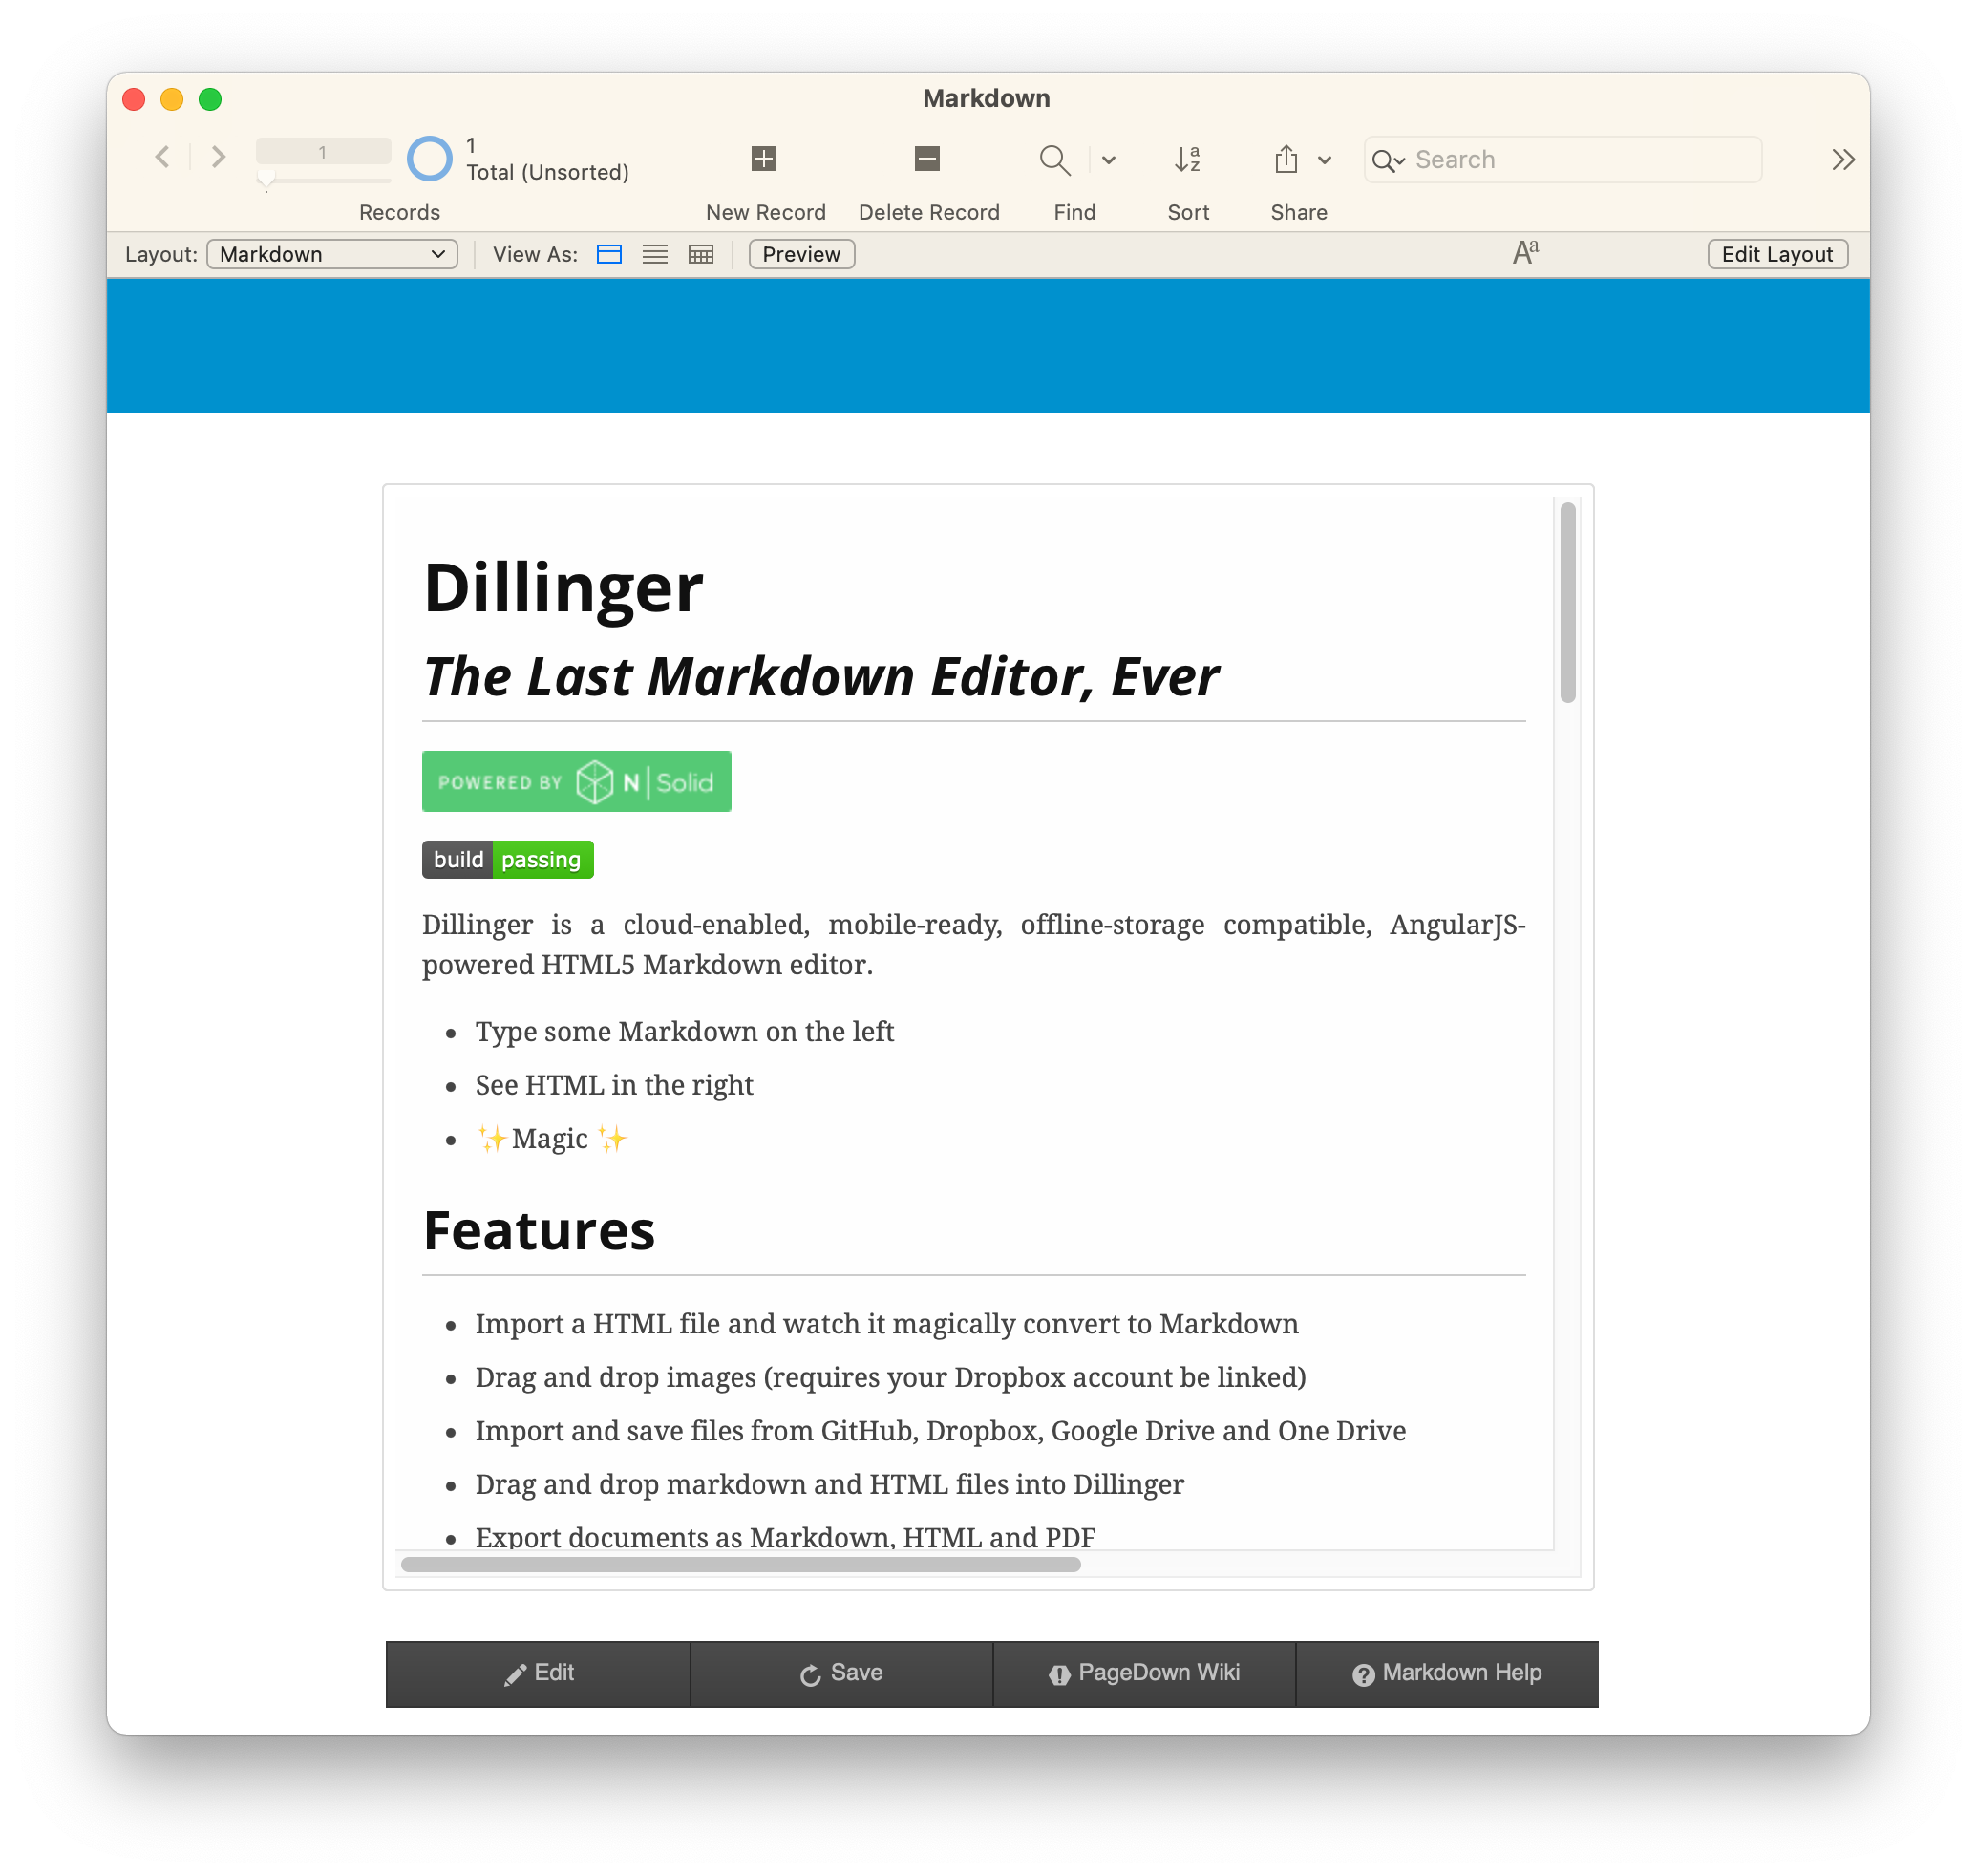 Markdown
1
1
Total (Unsorted)
Records
New Record
Delete Record
Find
Sort
Share
Search
Layout: Markdown
View As:
Preview
Aa
Edit Layout
Dillinger
The Last Markdown Editor, Ever
POWERED BY N|Solid
build passing
Dillinger is a cloud-enabled, mobile-ready, offline-storage compatible, AngularJS-
powered HTML5 Markdown editor.
• Type some Markdown on the left
• See HTML in the right
• ✨Magic ✨
Features
• Import a HTML file and watch it magically convert to Markdown
• Drag and drop images (requires your Dropbox account be linked)
• Import and save files from GitHub, Dropbox, Google Drive and One Drive
• Drag and drop markdown and HTML files into Dillinger
• Export documents as Markdown, HTML and PDF
Edit
Save
PageDown Wiki
Markdown Help